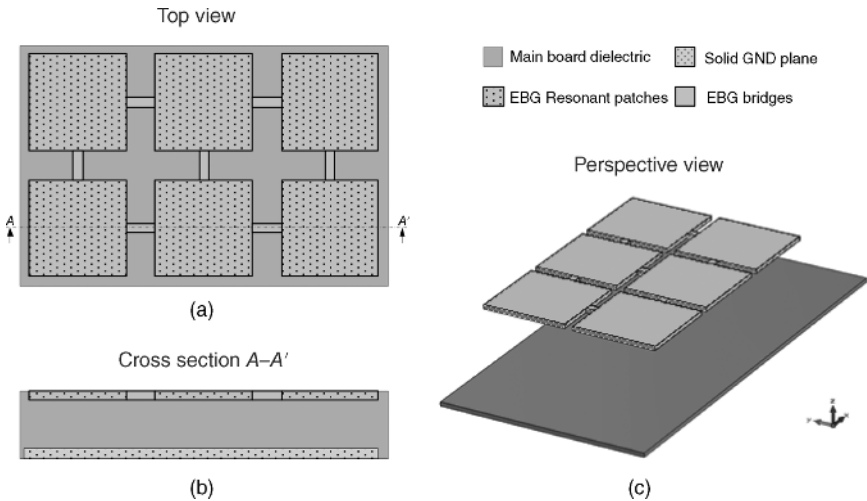 Top view
A
A'
(a)
Cross section A–A'
(b)
Main board dielectric
Solid GND plane
EBG Resonant patches
EBG bridges
Perspective view
z
y
x
(c)